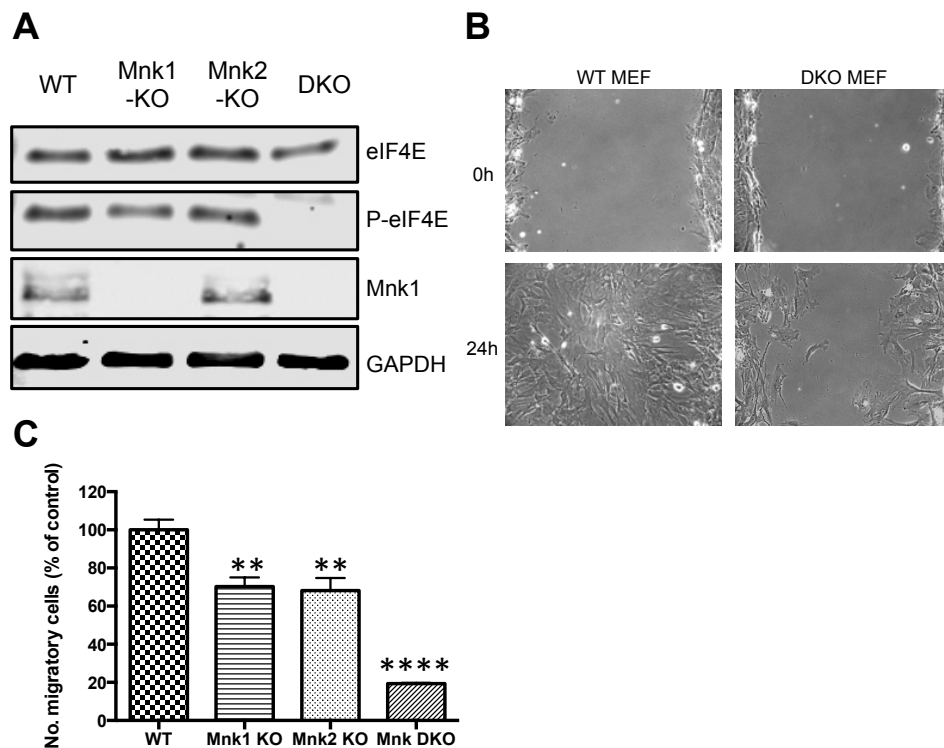 A
WT
Mnk1
-KO
Mnk2
-KO
DKO
eIF4E
P-eIF4E
Mnk1
GAPDH
B
WT MEF
DKO MEF
0h
24h
C
No. migratory cells (% of control)
120
100
80
60
40
20
0
**
**
****
WT
Mnk1 KO
Mnk2 KO
Mnk DKO